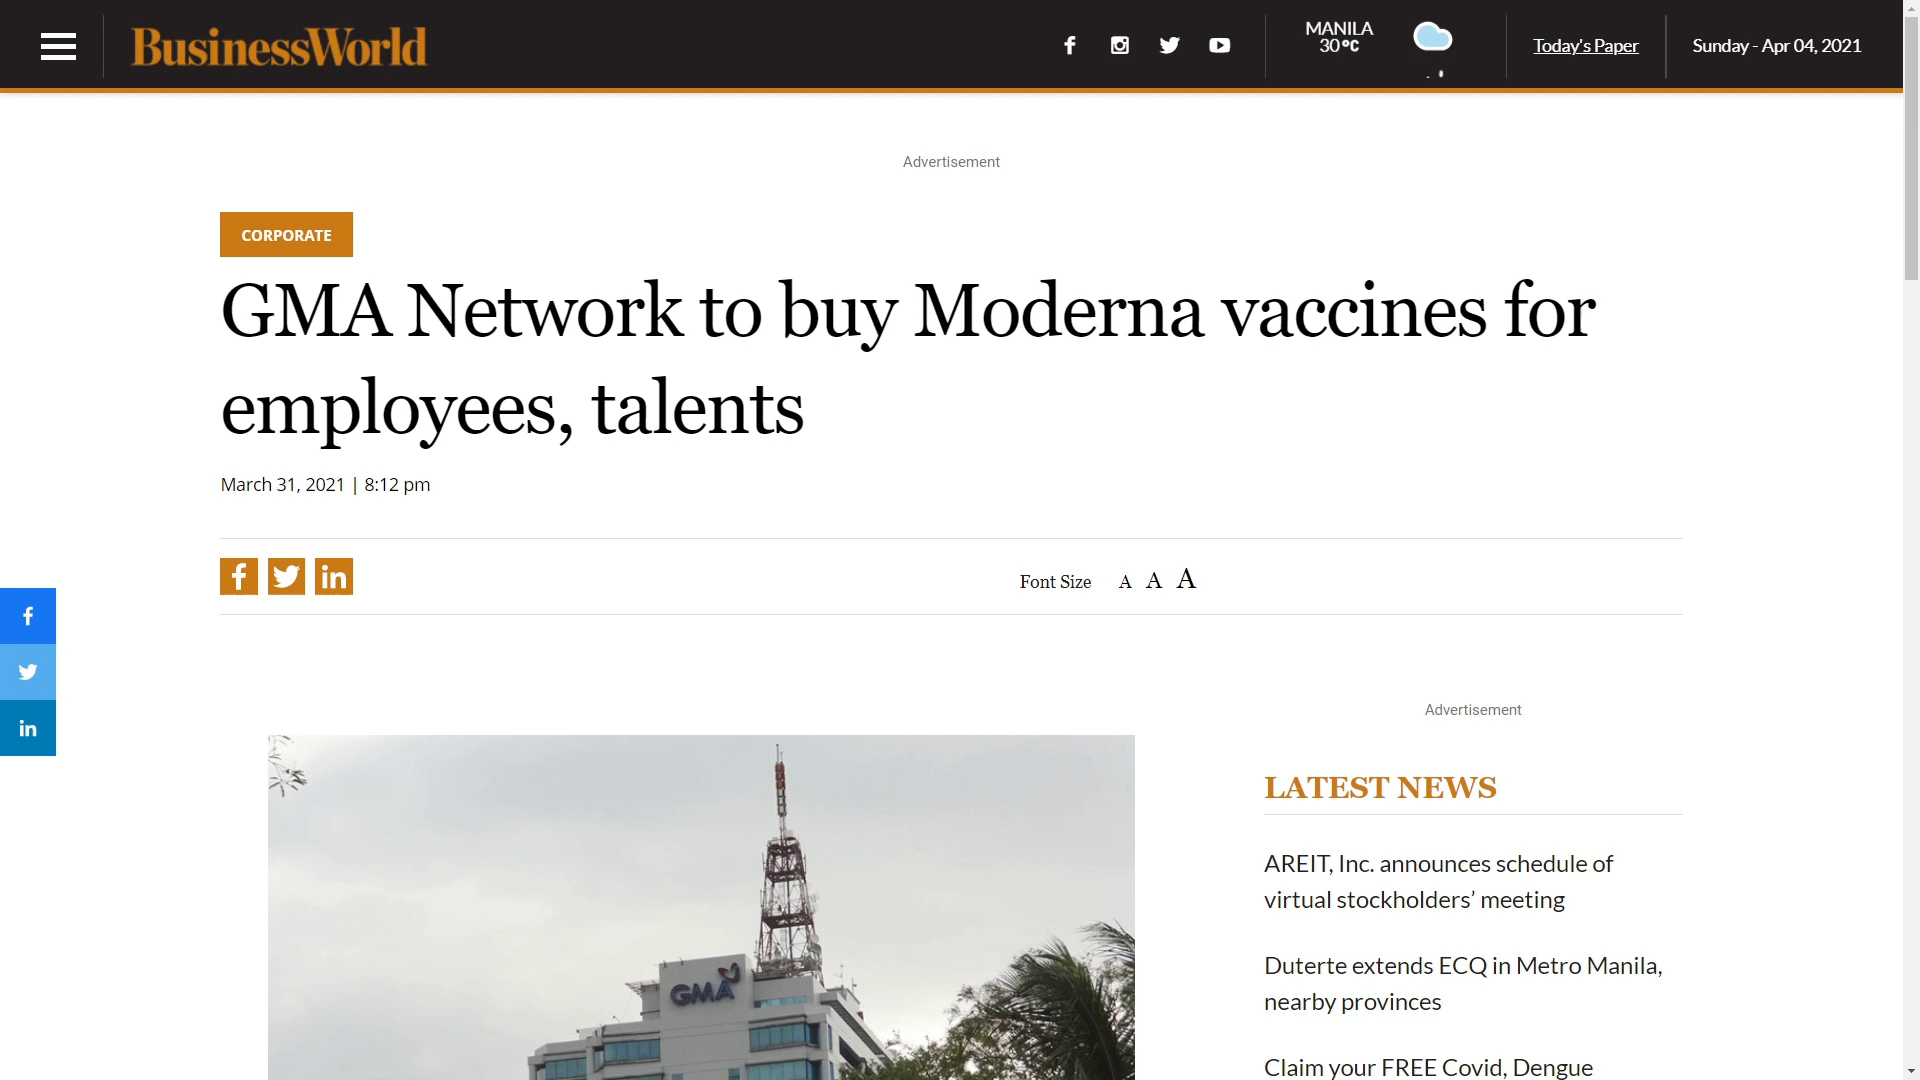 BusinessWorld
MANILA
30ºC
Today's Paper
Sunday - Apr 04, 2021
Advertisement
CORPORATE
GMA Network to buy Moderna vaccines for
employees, talents
March 31, 2021 | 8:12 pm
Font Size A A A
Advertisement
LATEST NEWS
AREIT, Inc. announces schedule of
virtual stockholders’ meeting
Duterte extends ECQ in Metro Manila,
nearby provinces
Claim your FREE Covid, Dengue
GMA